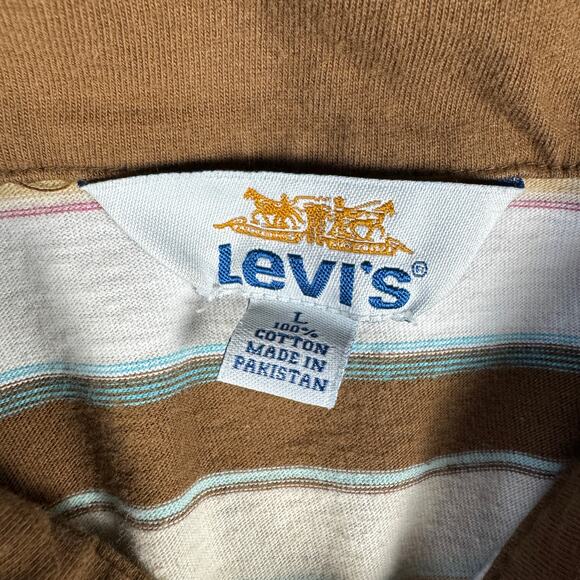 Levi's®
L
100%
COTTON
MADE IN
PAKISTAN